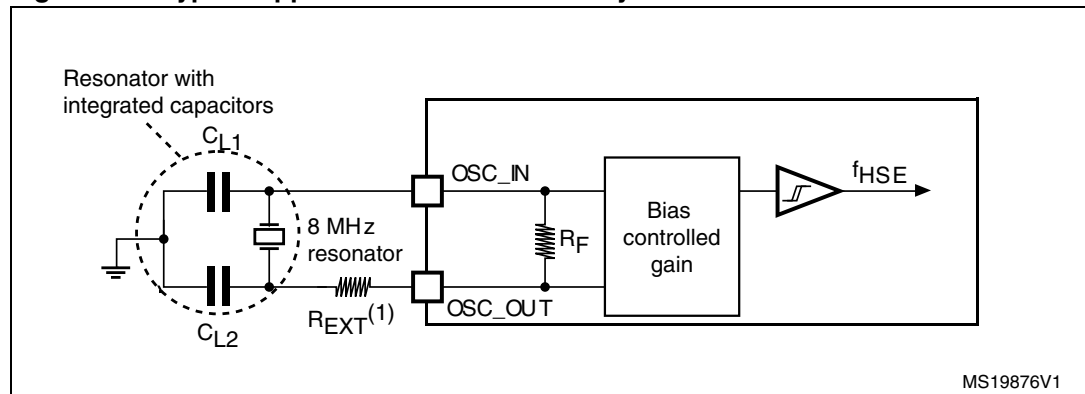 Resonator with
integrated capacitors
CL1
OSC_IN
fHSE
8 MHz
resonator
RF
Bias
controlled
gain
REXT(1)
OSC_OUT
CL2
MS19876V1